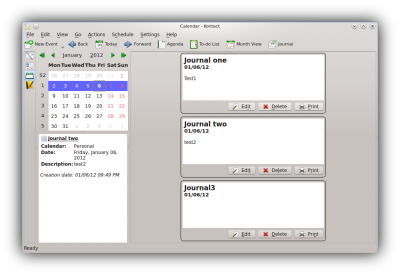 Calendar - Kontact
File Edit View Go Actions Schedule Settings Help
New Event Back Today Forward Agenda To-do List Month View Journal
January 2012
Mon Tue Wed Thu Fri Sat Sun
52 26 27 28 29 30 31 1
1 2 3 4 5 6 7 8
2 9 10 11 12 13 14 15
3 16 17 18 19 20 21 22
4 23 24 25 26 27 28 29
5 30 31 1 2 3 4 5
Journal two
Calendar: Personal
Date: Friday, January 06, 2012
Description: test2
Creation date: 01/06/12 09:49 PM
Journal one
01/06/12
Test1
Edit Delete Print
Journal two
01/06/12
test2
Edit Delete Print
Journal3
01/06/12
Edit Delete Print
Ready